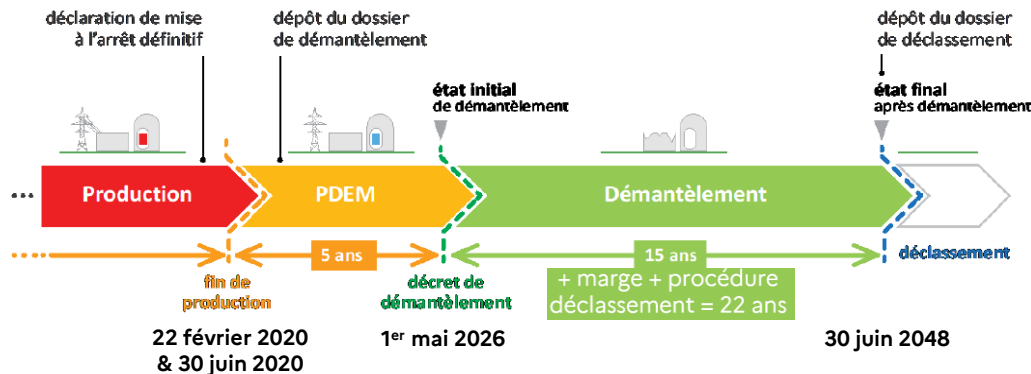 déclaration de mise
à l’arrêt définitif
dépôt du dossier
de démantèlement
dépôt du dossier
de déclassement
état initial
de démantèlement
état final
après démantèlement
...
Production
PDEM
Démantèlement
5 ans
15 ans
déclassement
+ marge + procédure
déclassement = 22 ans
fin de
production
décret de
démantèlement
22 février 2020
& 30 juin 2020
1er mai 2026
30 juin 2048